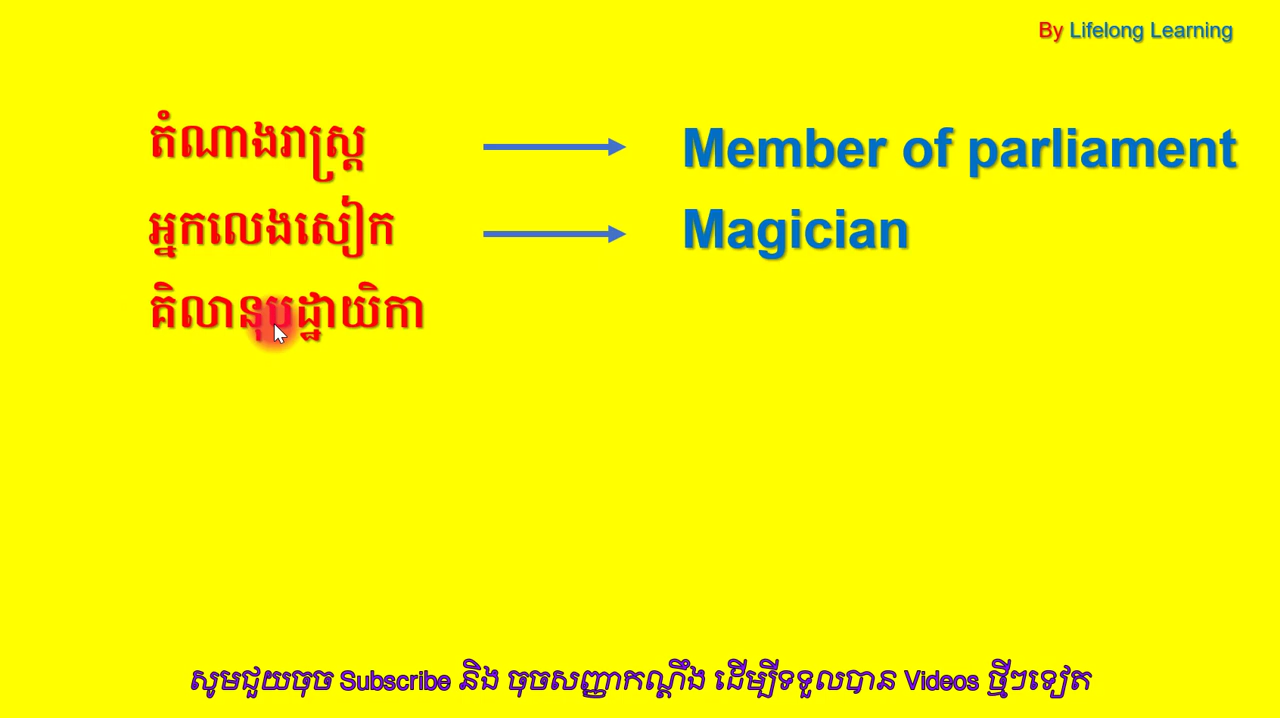 By Lifelong Learning
តំណាងរាស្ត្រ Member of parliament
អ្នកលេងសៀក Magician
គិលានុបដ្ឋាយិកា
សូមជួយចុច Subscribe និង ចុចសញ្ញាកណ្ដឹង ដើម្បីទទួលបាន Videos ថ្មីៗទៀត